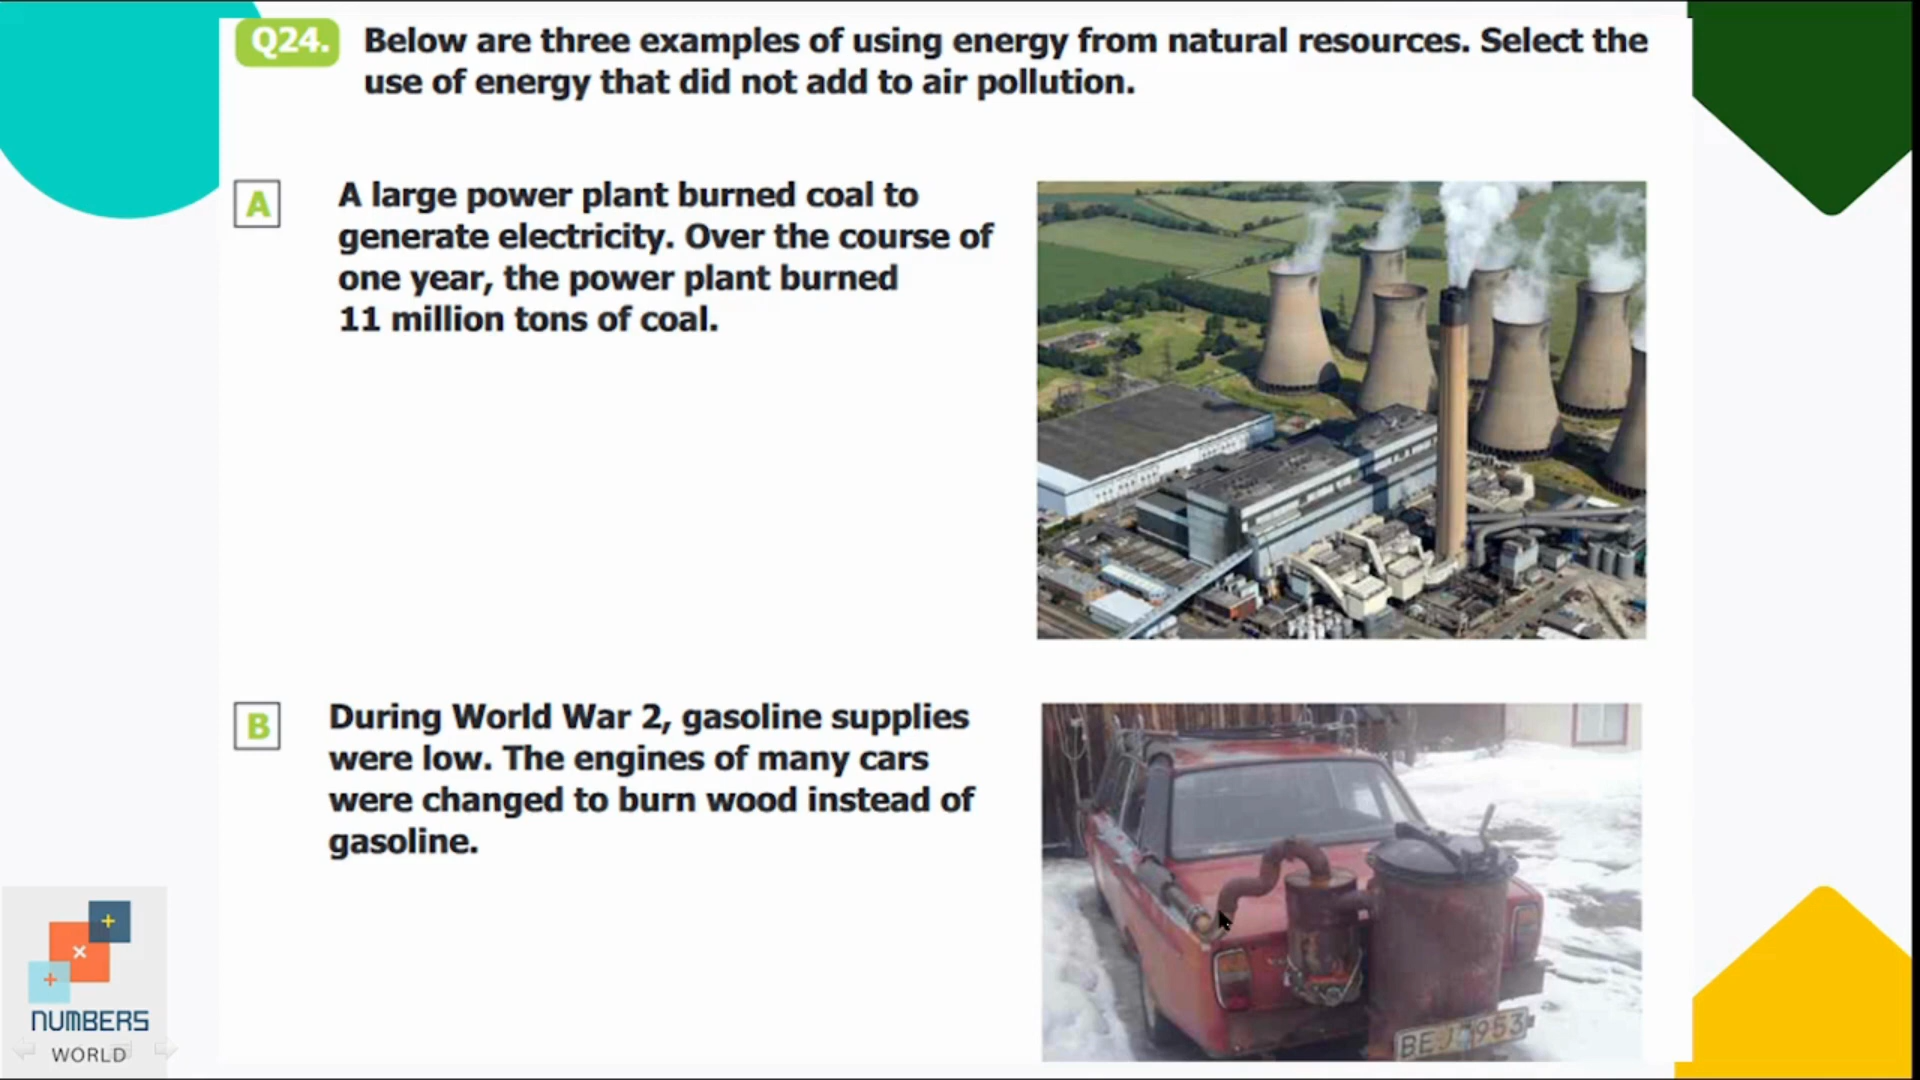 Q24.
Below are three examples of using energy from natural resources. Select the
use of energy that did not add to air pollution.
A
A large power plant burned coal to
generate electricity. Over the course of
one year, the power plant burned
11 million tons of coal.
B
During World War 2, gasoline supplies
were low. The engines of many cars
were changed to burn wood instead of
gasoline.
NUMBERS
WORLD